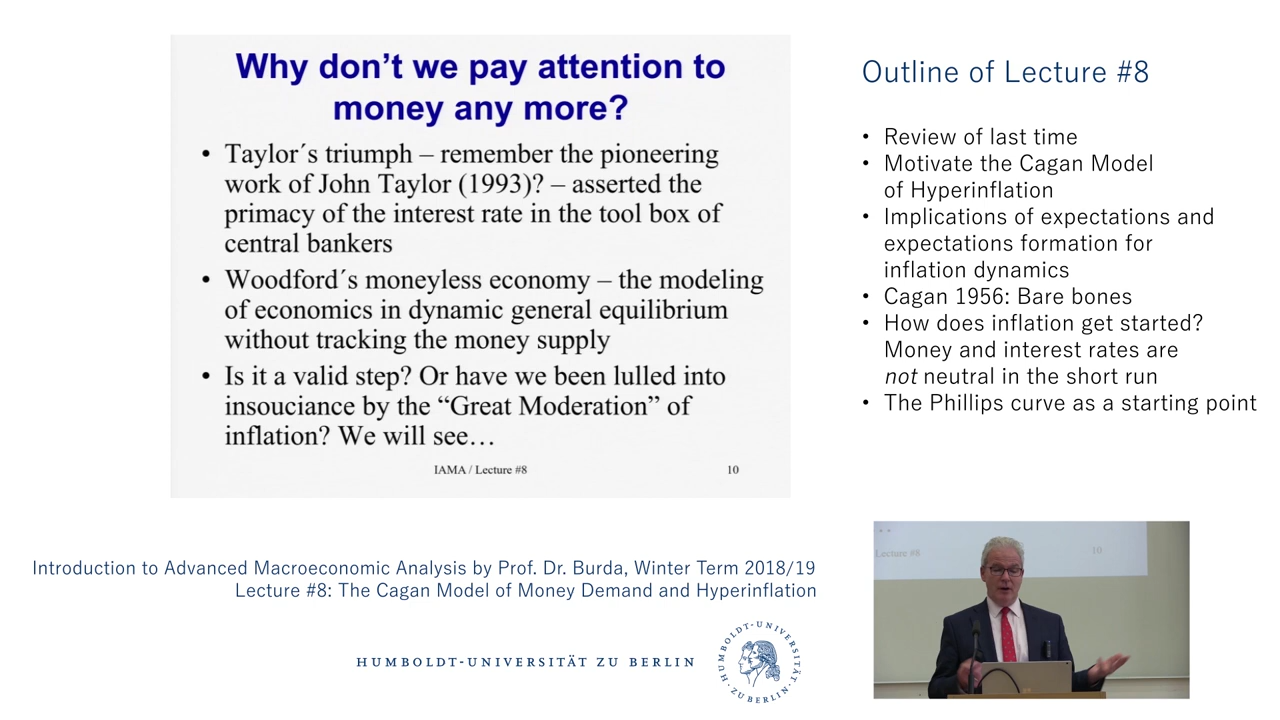 Why don’t we pay attention to
money any more?
• Taylor´s triumph – remember the pioneering
work of John Taylor (1993)? – asserted the
primacy of the interest rate in the tool box of
central bankers
• Woodford´s moneyless economy – the modeling
of economics in dynamic general equilibrium
without tracking the money supply
• Is it a valid step? Or have we been lulled into
insouciance by the “Great Moderation” of
inflation? We will see…
IAMA / Lecture #8 10
Outline of Lecture #8
• Review of last time
• Motivate the Cagan Model
of Hyperinflation
• Implications of expectations and
expectations formation for
inflation dynamics
• Cagan 1956: Bare bones
• How does inflation get started?
Money and interest rates are
not neutral in the short run
• The Phillips curve as a starting point
Lecture #8 10
Introduction to Advanced Macroeconomic Analysis by Prof. Dr. Burda, Winter Term 2018/19
Lecture #8: The Cagan Model of Money Demand and Hyperinflation
HUMBOLDT-UNIVERSITÄT ZU BERLIN
HUMBOLDT-UNIVERSITÄT
ZU BERLIN